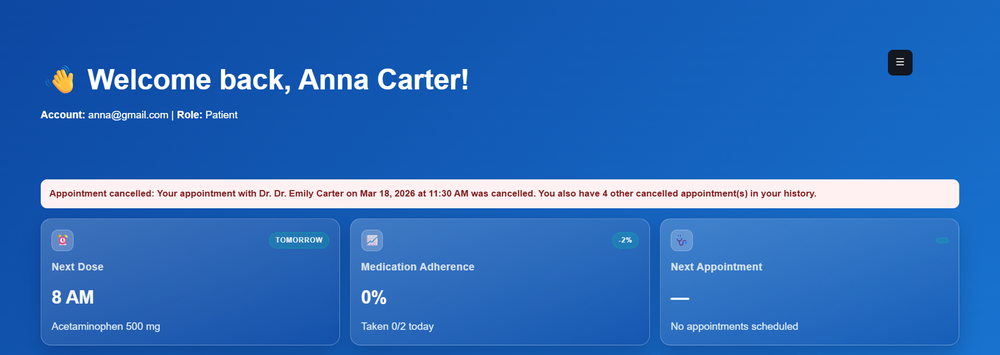 Welcome back, Anna Carter!
Account: anna@gmail.com | Role: Patient
Appointment cancelled: Your appointment with Dr. Dr. Emily Carter on Mar 18, 2026 at 11:30 AM was cancelled. You also have 4 other cancelled appointment(s) in your history.
TOMORROW
Next Dose
8 AM
Acetaminophen 500 mg
-2%
Medication Adherence
0%
Taken 0/2 today
Next Appointment
—
No appointments scheduled